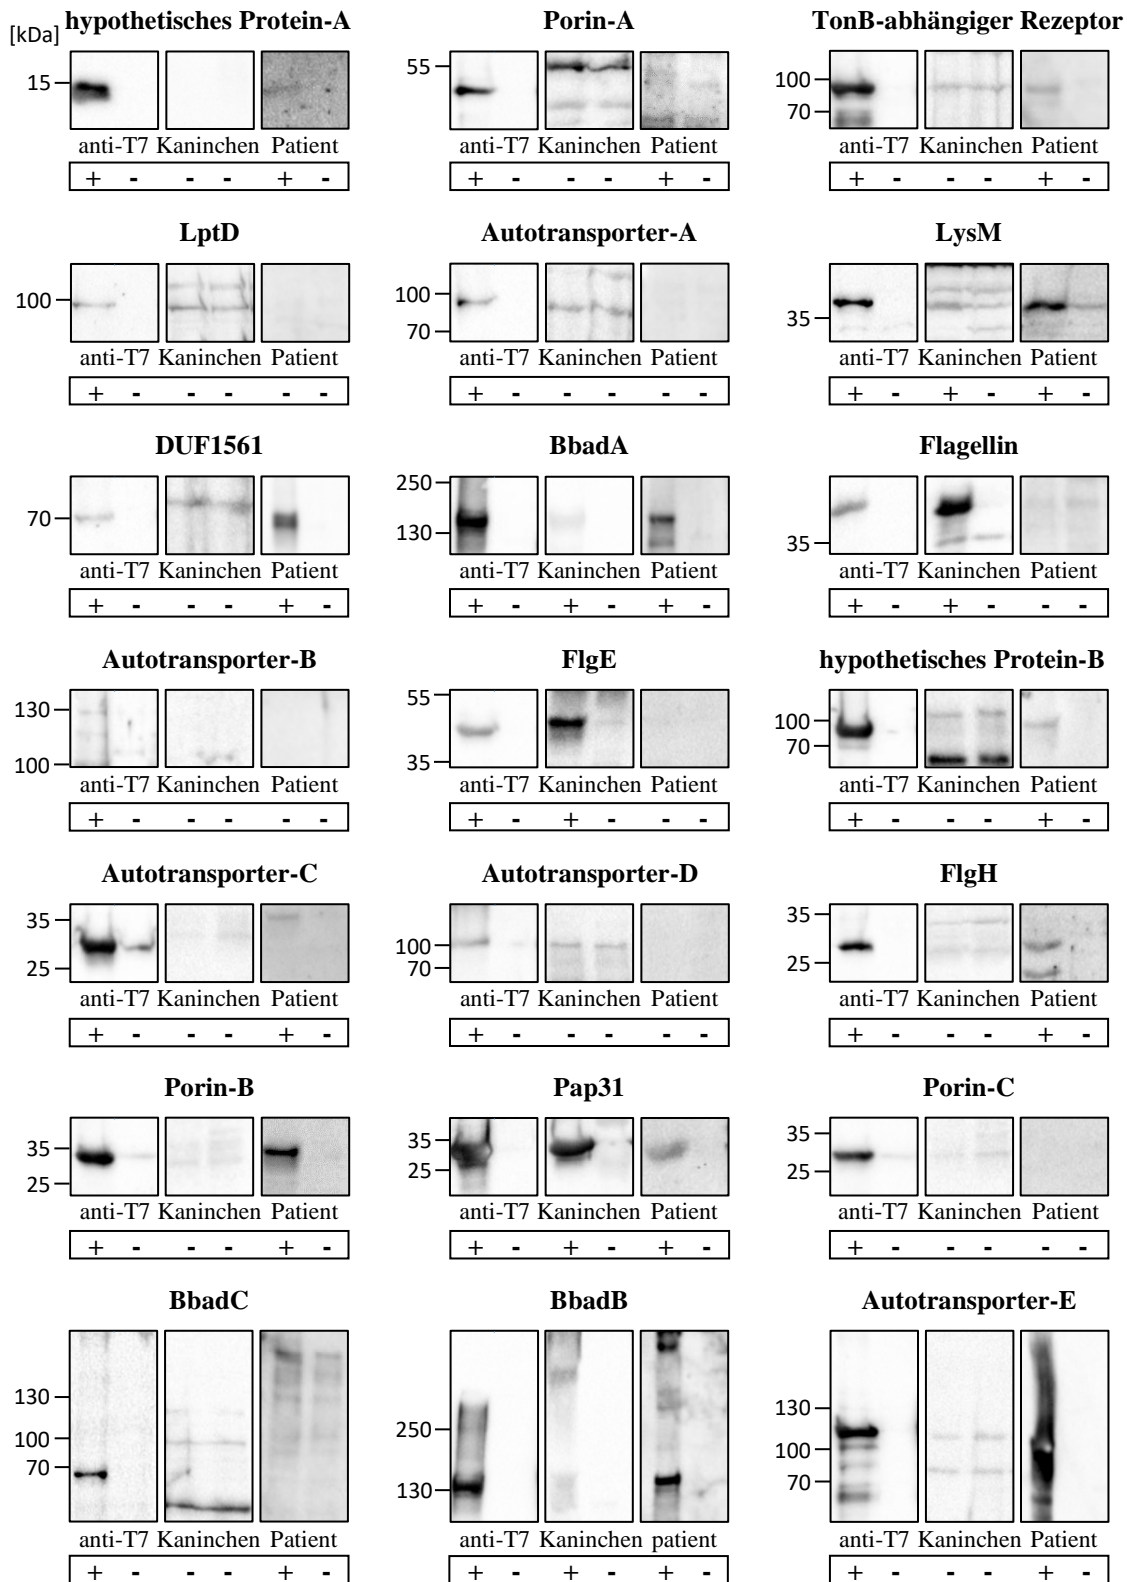 hypothetisches Protein-A
[kDa]
15
anti-T7 Kaninchen Patient
+ - - - + -
Porin-A
55
anti-T7 Kaninchen Patient
+ - - - + -
TonB-abhängiger Rezeptor
100
70
anti-T7 Kaninchen Patient
+ - - - + -
LptD
100
anti-T7 Kaninchen Patient
+ - - - - -
Autotransporter-A
100
70
anti-T7 Kaninchen Patient
+ - - - - -
LysM
35
anti-T7 Kaninchen Patient
+ - + - + -
DUF1561
70
anti-T7 Kaninchen Patient
+ - - - + -
BbadA
250
130
anti-T7 Kaninchen Patient
+ - + - + -
Flagellin
35
anti-T7 Kaninchen Patient
+ - + - - -
Autotransporter-B
130
100
anti-T7 Kaninchen Patient
+ - - - - -
FlgE
55
35
anti-T7 Kaninchen Patient
+ - + - - -
hypothetisches Protein-B
100
70
anti-T7 Kaninchen Patient
+ - - - + -
Autotransporter-C
35
25
anti-T7 Kaninchen Patient
+ - - - + -
Autotransporter-D
100
70
anti-T7 Kaninchen Patient
+ - - - - -
FlgH
35
25
anti-T7 Kaninchen Patient
+ - - - + -
Porin-B
35
25
anti-T7 Kaninchen Patient
+ - - - + -
Pap31
35
25
anti-T7 Kaninchen Patient
+ - + - + -
Porin-C
35
25
anti-T7 Kaninchen Patient
+ - - - - -
BbadC
130
100
70
anti-T7 Kaninchen Patient
+ - - - + -
BbadB
250
130
anti-T7 Kaninchen patient
+ - + - + -
Autotransporter-E
130
100
70
anti-T7 Kaninchen Patient
+ - - - + -